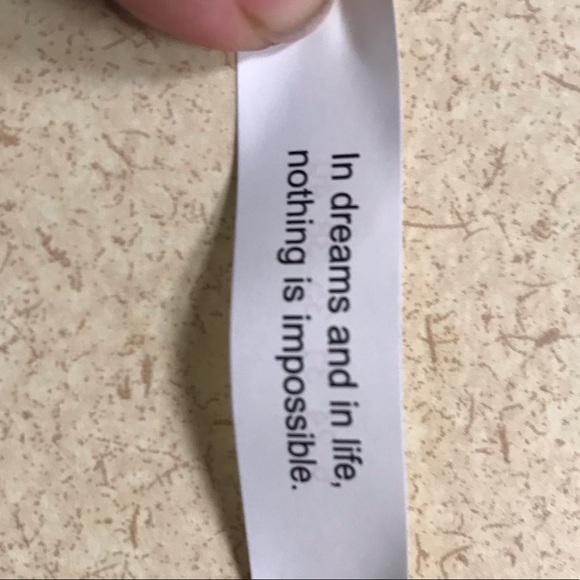 In dreams and in life,
nothing is impossible.